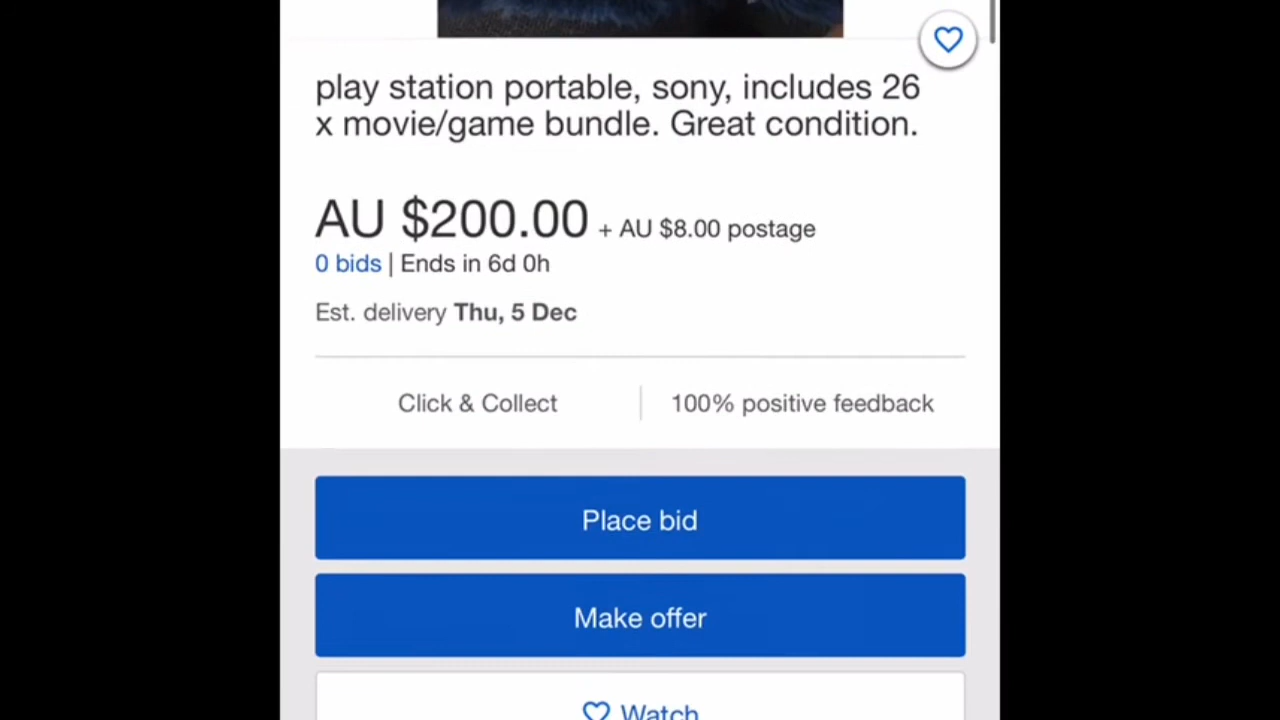 play station portable, sony, includes 26
x movie/game bundle. Great condition.
AU $200.00 + AU $8.00 postage
0 bids | Ends in 6d 0h
Est. delivery Thu, 5 Dec
Click & Collect | 100% positive feedback
Place bid
Make offer
Watch